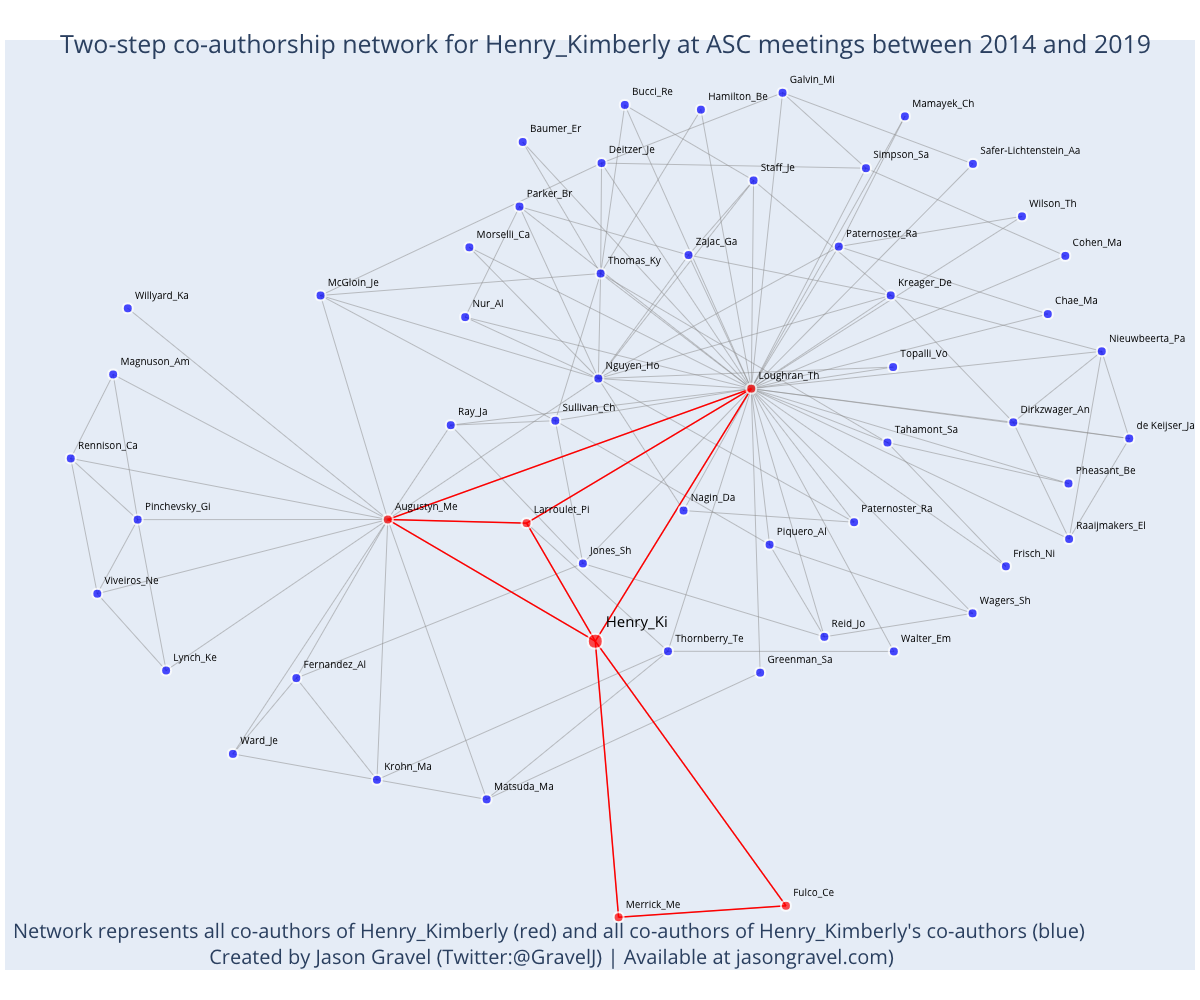 Two-step co-authorship network for Henry_Kimberly at ASC meetings between 2014 and 2019
Galvin_Mi
Bucci_Re
Hamilton_Be
Mamayek_Ch
Baumer_Er
Deitzer_Je
Simpson_Sa
Safer-Lichtenstein_Aa
Staff_Je
Parker_Br
Wilson_Th
Morselli_Ca
Zajac_Ga
Paternoster_Ra
Cohen_Ma
Thomas_Ky
McGloin_Je
Kreager_De
Willyard_Ka
Nur_Al
Chae_Ma
Nieuwbeerta_Pa
Magnuson_Am
Nguyen_Ho
Loughran_Th
Topalli_Vo
Ray_Ja
Sullivan_Ch
Dirkzwager_An
Rennison_Ca
Tahamont_Sa
de Keijser_Ja
Pheasant_Be
Pinchevsky_Gi
Augustyn_Me
Larroulet_Pi
Nagin_Da
Paternoster_Ra
Raaijmakers_El
Piquero_Al
Jones_Sh
Frisch_Ni
Viveiros_Ne
Wagers_Sh
Henry_Ki
Reid_Jo
Thornberry_Te
Walter_Em
Lynch_Ke
Fernandez_Al
Greenman_Sa
Ward_Je
Krohn_Ma
Matsuda_Ma
Fulco_Ce
Merrick_Me
Network represents all co-authors of Henry_Kimberly (red) and all co-authors of Henry_Kimberly's co-authors (blue)
Created by Jason Gravel (Twitter:@GravelJ) | Available at jasongravel.com)